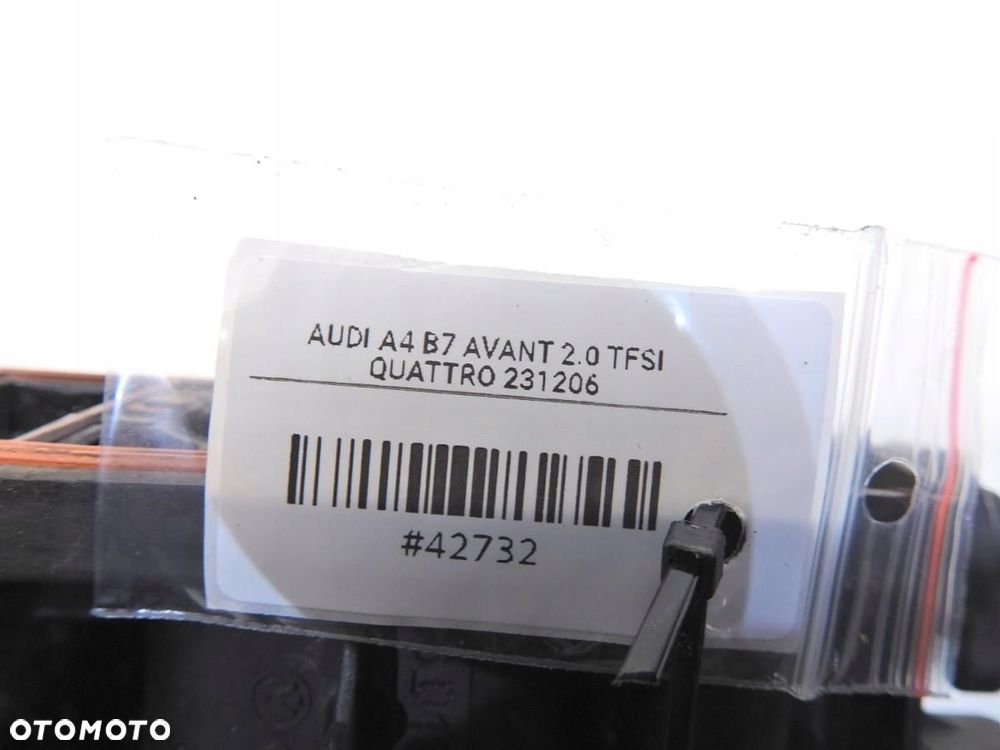 AUDI A4 B7 AVANT 2.0 TFSI
QUATTRO 231206
#42732
OTOMOTO